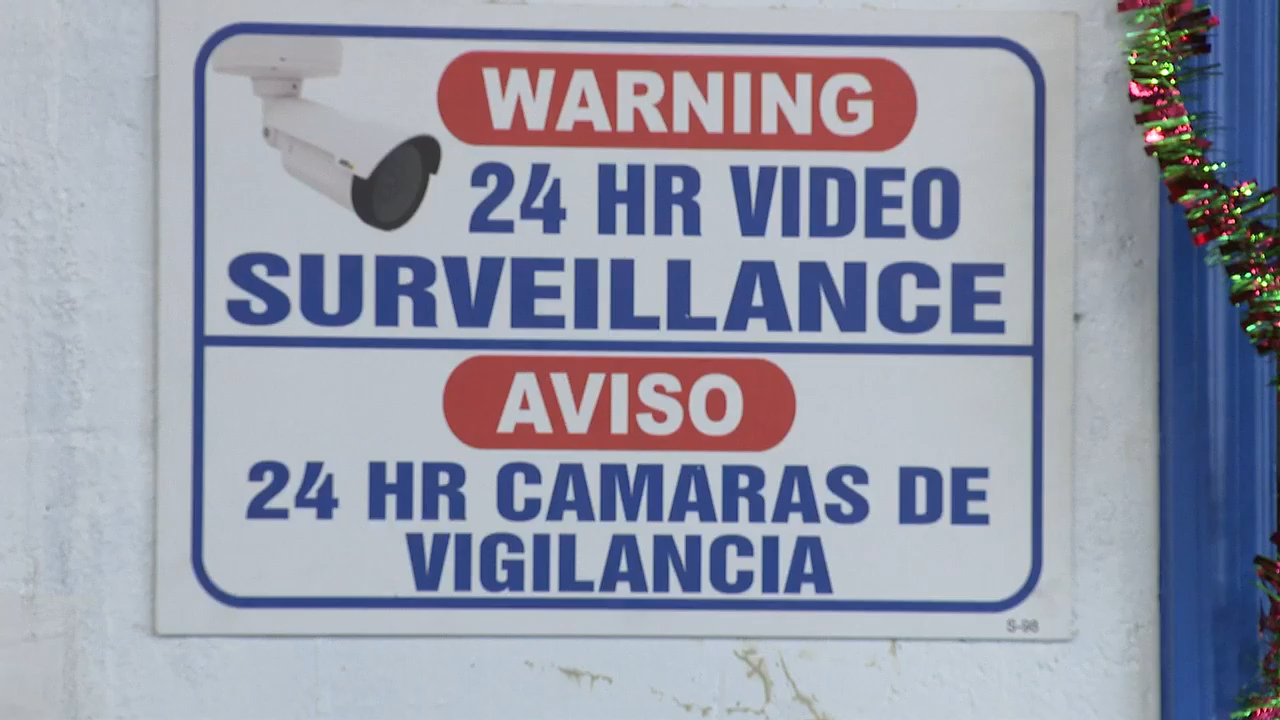 WARNING
24 HR VIDEO
SURVEILLANCE
AVISO
24 HR CAMARAS DE
VIGILANCIA
S-98